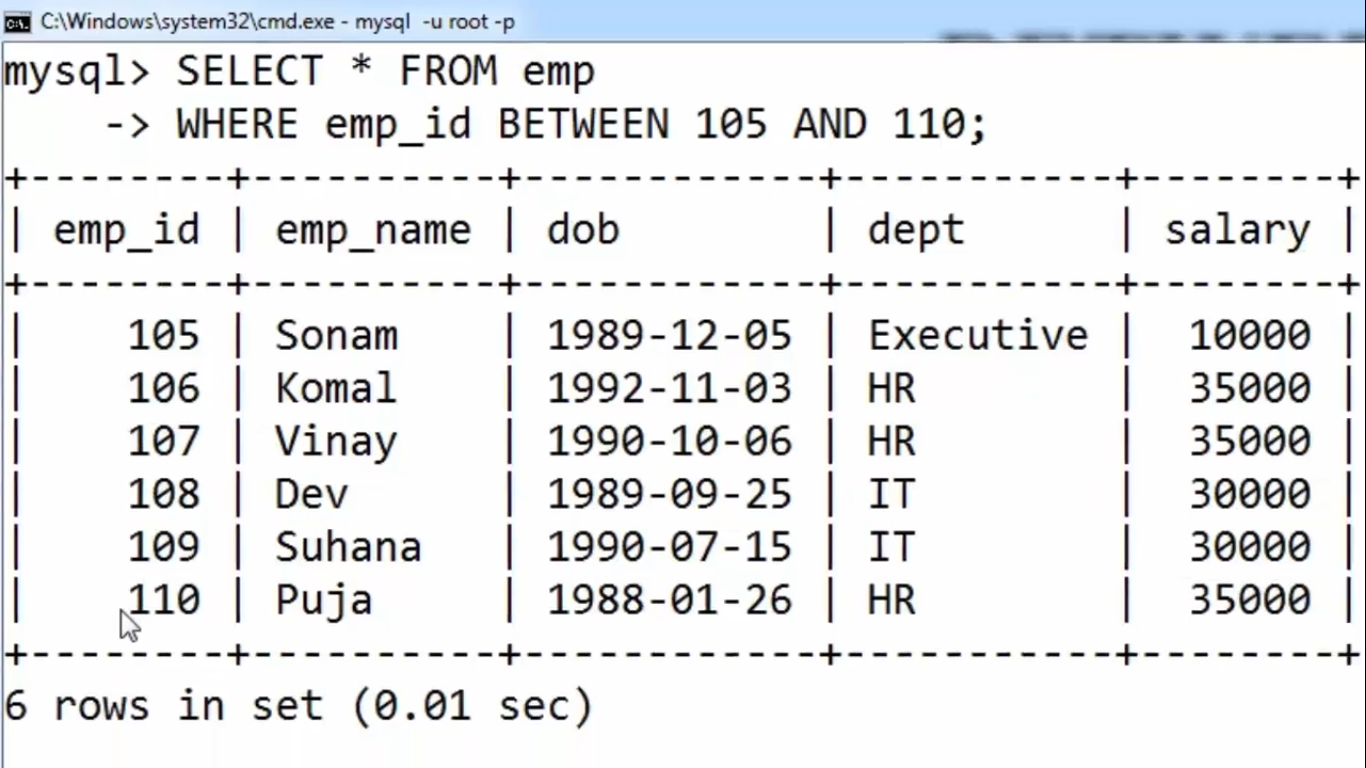 C:\Windows\system32\cmd.exe - mysql  -u root -p
mysql> SELECT * FROM emp
    -> WHERE emp_id BETWEEN 105 AND 110;
+--------+----------+------------+-----------+--------+
| emp_id | emp_name | dob        | dept      | salary |
+--------+----------+------------+-----------+--------+
|    105 | Sonam    | 1989-12-05 | Executive |  10000 |
|    106 | Komal    | 1992-11-03 | HR        |  35000 |
|    107 | Vinay    | 1990-10-06 | HR        |  35000 |
|    108 | Dev      | 1989-09-25 | IT        |  30000 |
|    109 | Suhana   | 1990-07-15 | IT        |  30000 |
|    110 | Puja     | 1988-01-26 | HR        |  35000 |
+--------+----------+------------+-----------+--------+
6 rows in set (0.01 sec)